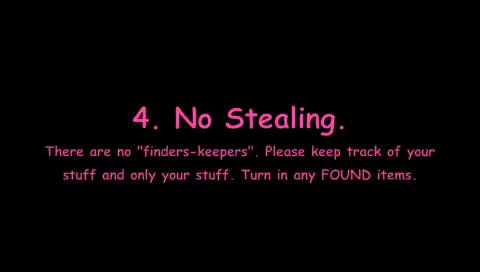 4. No Stealing.
There are no "finders-keepers". Please keep track of your
stuff and only your stuff. Turn in any FOUND items.